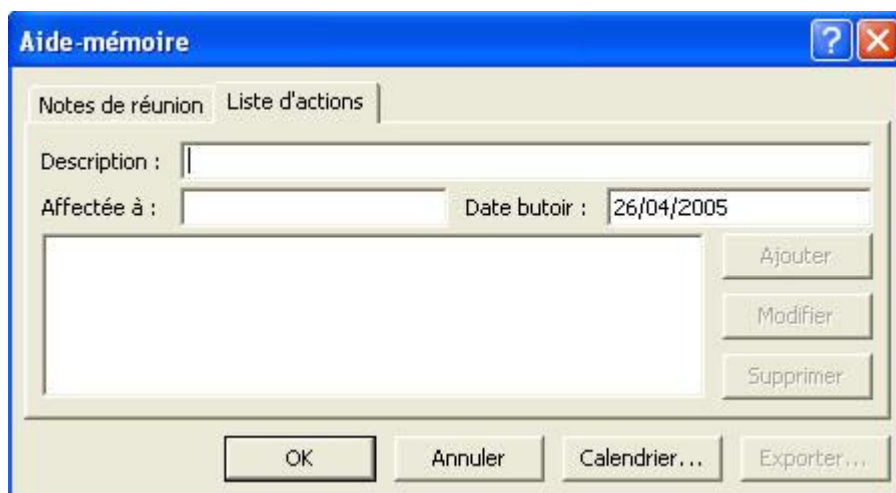 Aide-mémoire
Notes de réunion Liste d'actions
Description :
Affectée à : Date butoir : 26/04/2005
Ajouter
Modifier
Supprimer
OK Annuler Calendrier... Exporter...